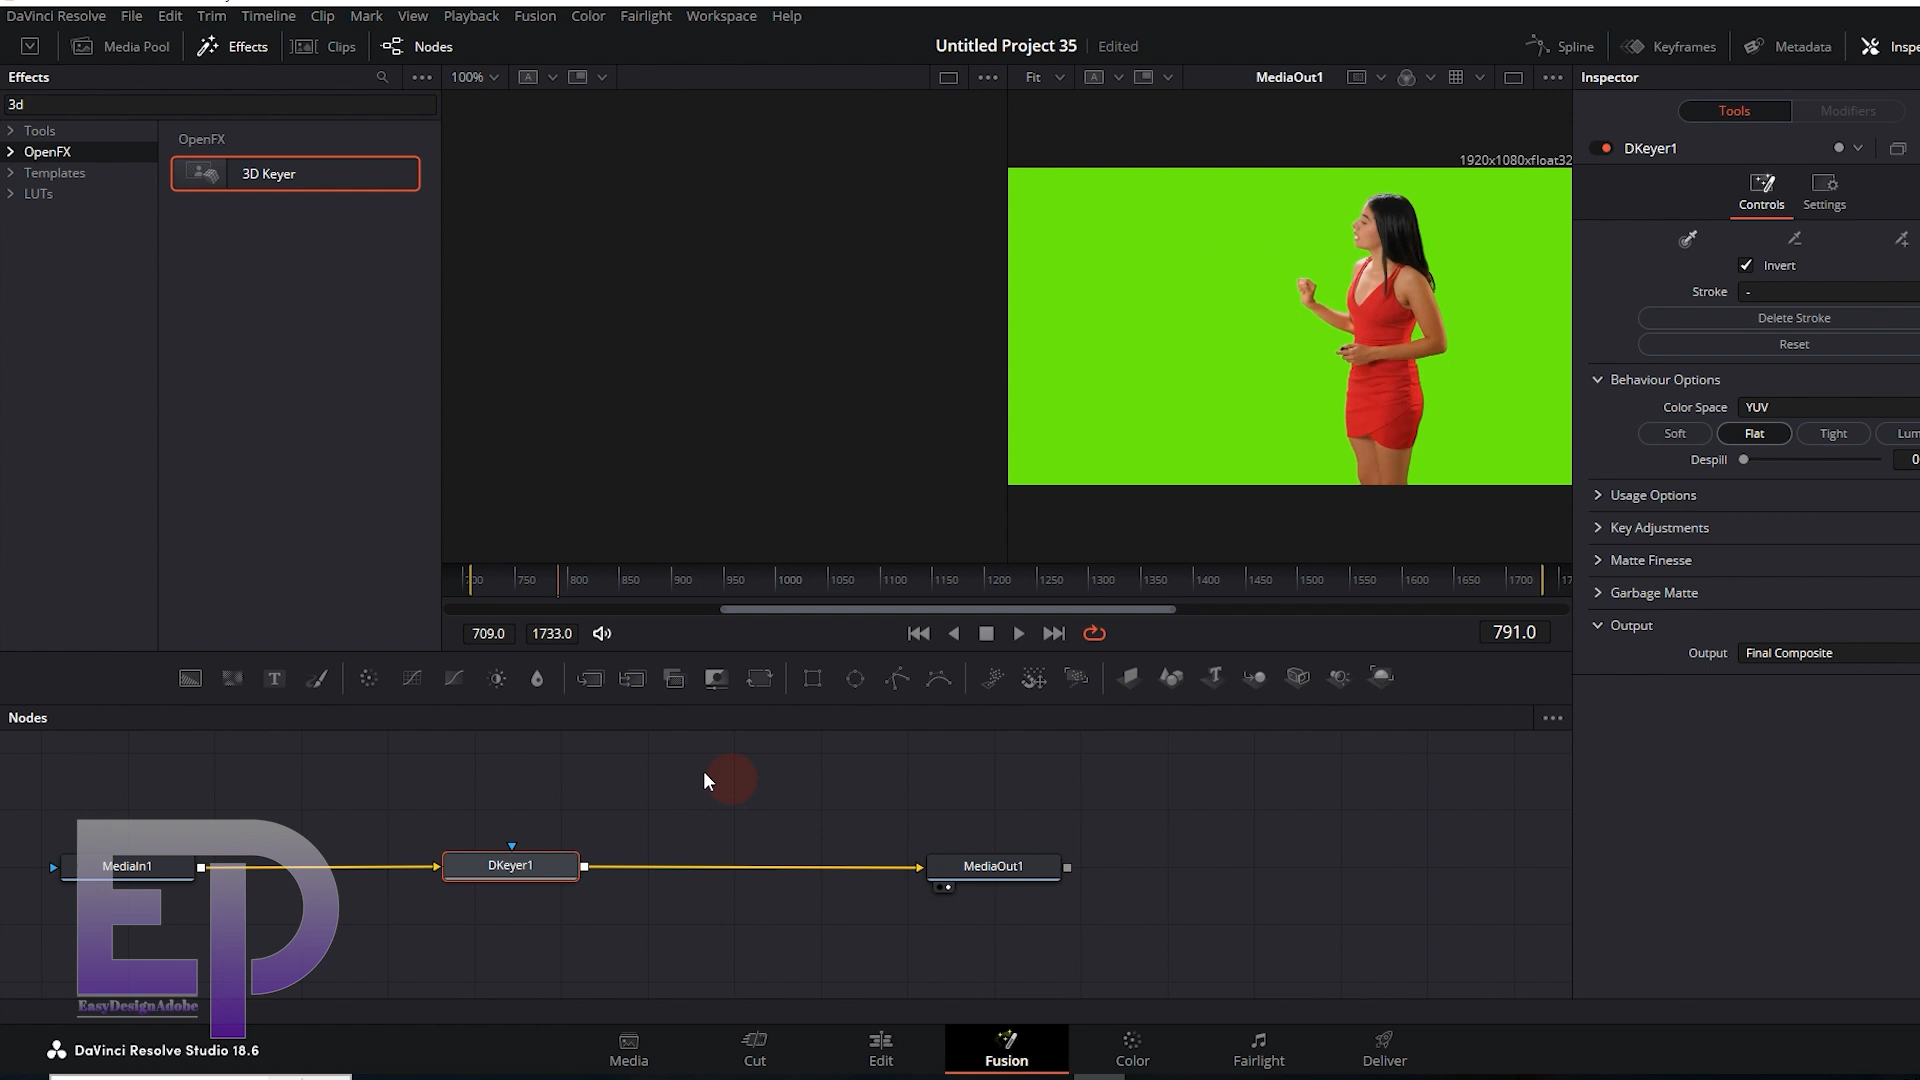 DaVinci Resolve File Edit Trim Timeline Clip Mark View Playback Fusion Color Fairlight Workspace Help
Media Pool Effects Clips Nodes Untitled Project 35 Edited Spline Keyframes Metadata Inspe
Effects 100% Fit MediaOut1 Inspector
3d
Tools Modifiers
Tools
OpenFX
OpenFX
Templates
LUTs
3D Keyer
1920x1080xfloat32
DKeyer1
Controls Settings
Invert
Stroke -
Delete Stroke
Reset
Behaviour Options
Color Space YUV
Soft Flat Tight Lum
Despill 0
Usage Options
Key Adjustments
Matte Finesse
Garbage Matte
Output
Output Final Composite
750 800 850 900 950 1000 1050 1100 1150 1200 1250 1300 1350 1400 1450 1500 1550 1600 1650 1700 17
709.0 1733.0 791.0
Nodes
MediaIn1 DKeyer1 MediaOut1
EP
EasyDesignAdobe
DaVinci Resolve Studio 18.6
Media Cut Edit Fusion Color Fairlight Deliver